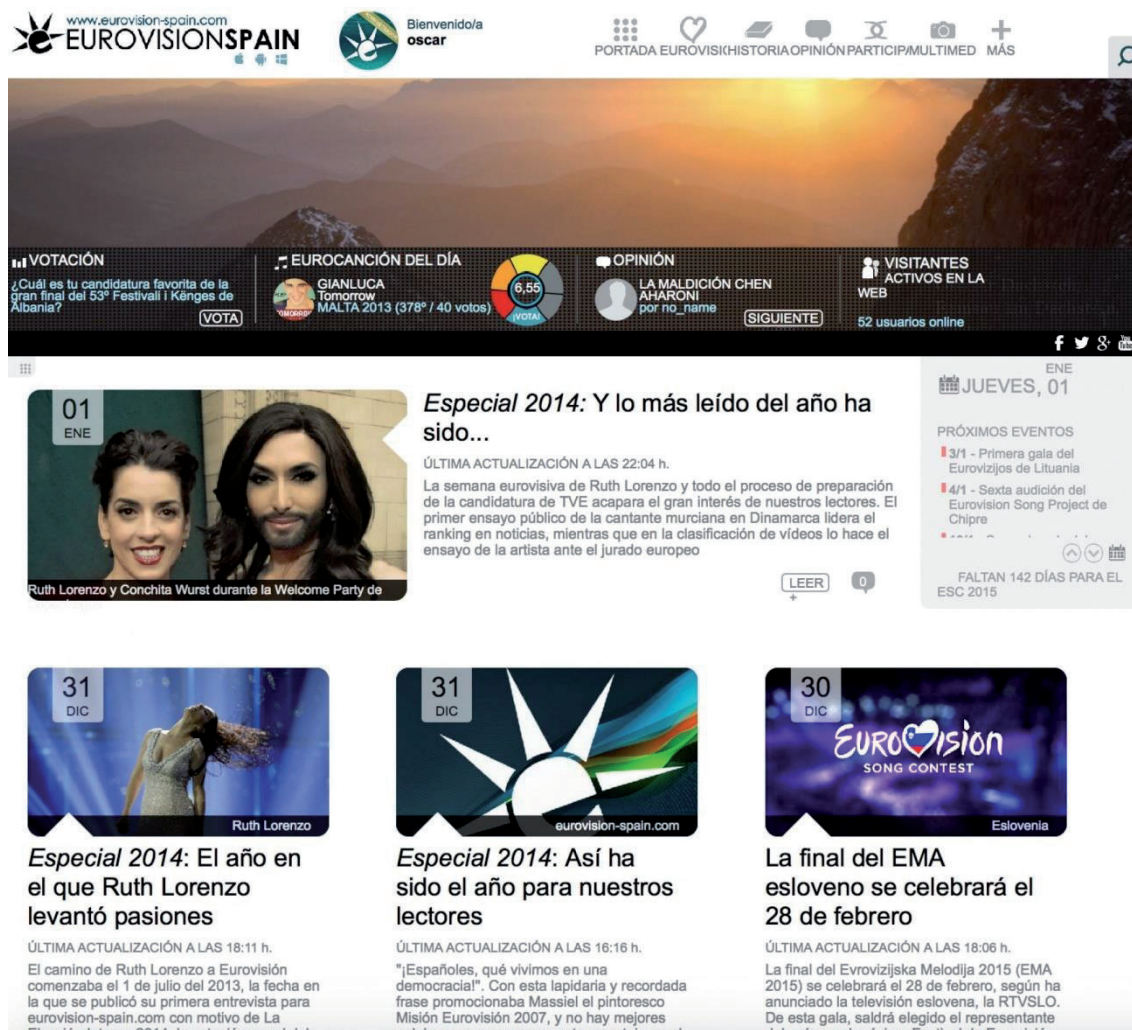 www.eurovision-spain.com
EUROVISIONSPAIN
Bienvenido/a
oscar
PORTADA EUROVISI HISTORIA OPINIÓN PARTICIPA MULTIMED MÁS
VOTACIÓN
¿Cuál es tu candidatura favorita de la
gran final del 53º Festivali i Kënges de
Albania?
VOTA
EUROCANCIÓN DEL DÍA
GIANLUCA
Tomorrow
MALTA 2013 (378º / 40 votos)
TOMORROW
6,55
¡VOTA!
OPINIÓN
LA MALDICIÓN CHEN
AHARONI
por no_name
SIGUIENTE
VISITANTES
ACTIVOS EN LA
WEB
52 usuarios online
01
ENE
Ruth Lorenzo y Conchita Wurst durante la Welcome Party de
Especial 2014: Y lo más leído del año ha
sido...
ÚLTIMA ACTUALIZACIÓN A LAS 22:04 h.
La semana eurovisiva de Ruth Lorenzo y todo el proceso de preparación
de la candidatura de TVE acapara el gran interés de nuestros lectores. El
primer ensayo público de la cantante murciana en Dinamarca lidera el
ranking en noticias, mientras que en la clasificación de vídeos lo hace el
ensayo de la artista ante el jurado europeo
LEER
+
0
ENE
JUEVES, 01
PRÓXIMOS EVENTOS
3/1 - Primera gala del
Eurovizijos de Lituania
4/1 - Sexta audición del
Eurovision Song Project de
Chipre
FALTAN 142 DÍAS PARA EL
ESC 2015
31
DIC
Ruth Lorenzo
Especial 2014: El año en
el que Ruth Lorenzo
levantó pasiones
ÚLTIMA ACTUALIZACIÓN A LAS 18:11 h.
El camino de Ruth Lorenzo a Eurovisión
comenzaba el 1 de julio del 2013, la fecha en
la que se publicó su primera entrevista para
eurovision-spain.com con motivo de La
31
DIC
eurovision-spain.com
Especial 2014: Así ha
sido el año para nuestros
lectores
ÚLTIMA ACTUALIZACIÓN A LAS 16:16 h.
"¡Españoles, qué vivimos en una
democracia!". Con esta lapidaria y recordada
frase promocionaba Massiel el pintoresco
Misión Eurovisión 2007, y no hay mejores
30
DIC
EUROVISION
SONG CONTEST
Eslovenia
La final del EMA
esloveno se celebrará el
28 de febrero
ÚLTIMA ACTUALIZACIÓN A LAS 18:06 h.
La final del Evrovizijska Melodija 2015 (EMA
2015) se celebrará el 28 de febrero, según ha
anunciado la televisión eslovena, la RTVSLO.
De esta gala, saldrá elegido el representante